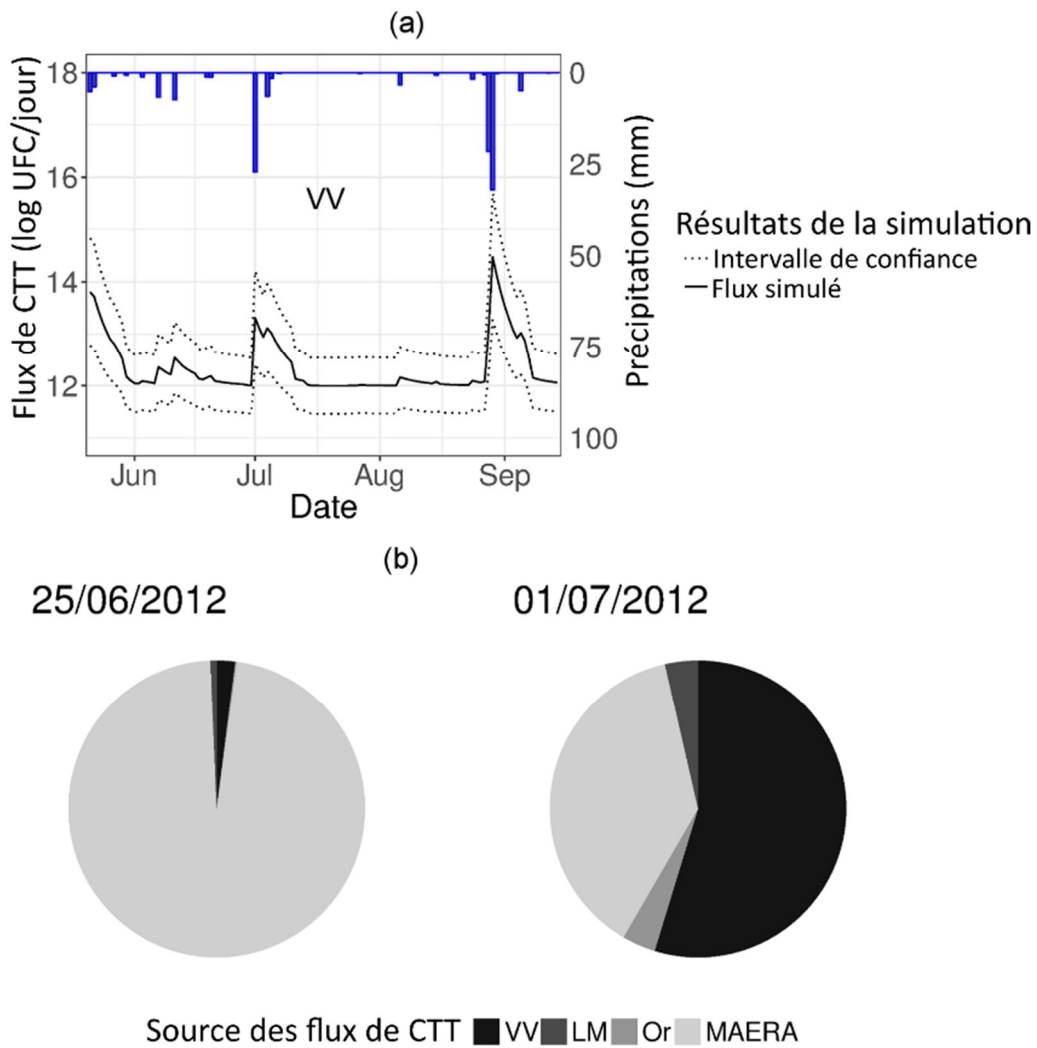 (a)
Flux de CTT (log UFC/jour)
18
16
14
12
VV
0
25
50
75
100
Précipitations (mm)
Jun Jul Aug Sep
Date
Résultats de la simulation
Intervalle de confiance
Flux simulé
(b)
25/06/2012
01/07/2012
Source des flux de CTT VV LM Or MAERA